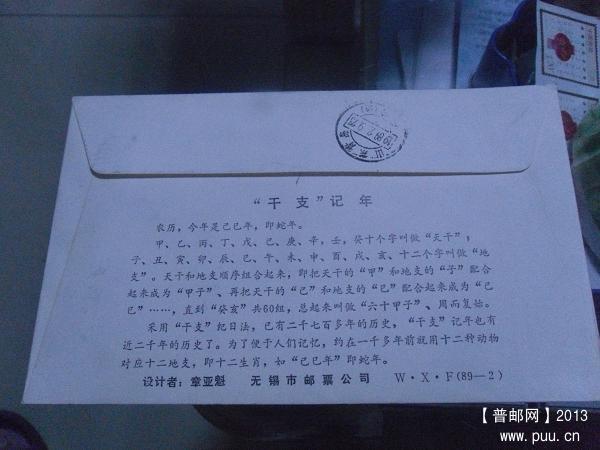 “干支”记年
农历，今年是己巳年，即蛇年。
甲、乙、丙、丁、戊、己、庚、辛，壬，癸十个字叫做“天干”；
子、丑、寅、卯、辰、巳、午、未、申、酉、戌、亥、十二个字叫做“地
支”。天干和地支顺序组合起来，即把天干的“甲”和地支的“子”配合
起来成为“甲子”、再把天干的“己”和地支的“巳”配合起来成为“己
巳”……，直到“癸亥”共60组，总起来叫做“六十甲子”、周而复始。
采用“干支”纪日法，已有二千七百多年的历史，“干支”记年也有
近二千年的历史了。为了便于人们记忆，约在一千多年前就用十二种动物
对应十二地支，即十二生肖，如“己巳年”即蛇年。
设计者：章亚魁 无锡市邮票公司 W·X·F(89—2)
【普邮网】2013
www.puu.cn